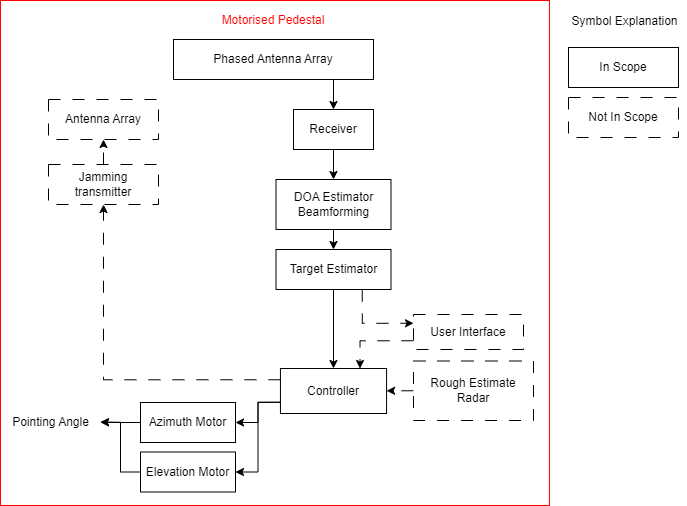 Motorised Pedestal
Symbol Explanation
Phased Antenna Array
In Scope
Antenna Array
Not In Scope
Receiver
Jamming
transmitter
DOA Estimator
Beamforming
Target Estimator
User Interface
Controller
Rough Estimate
Radar
Pointing Angle
Azimuth Motor
Elevation Motor